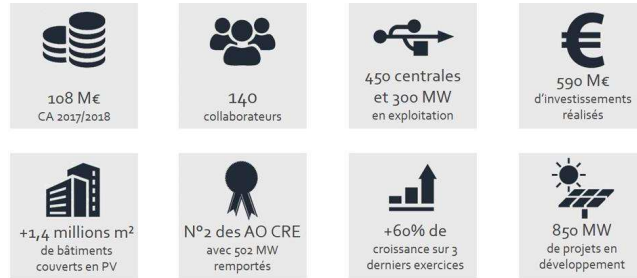 108 M€
CA 2017/2018
140
collaborateurs
450 centrales
et 300 MW
en exploitation
590 M€
d'investissements
réalisés
+1,4 millions m²
de bâtiments
couverts en PV
N°2 des AO CRE
avec 502 MW
remportés
+60% de
croissance sur 3
derniers exercices
850 MW
de projets en
développement